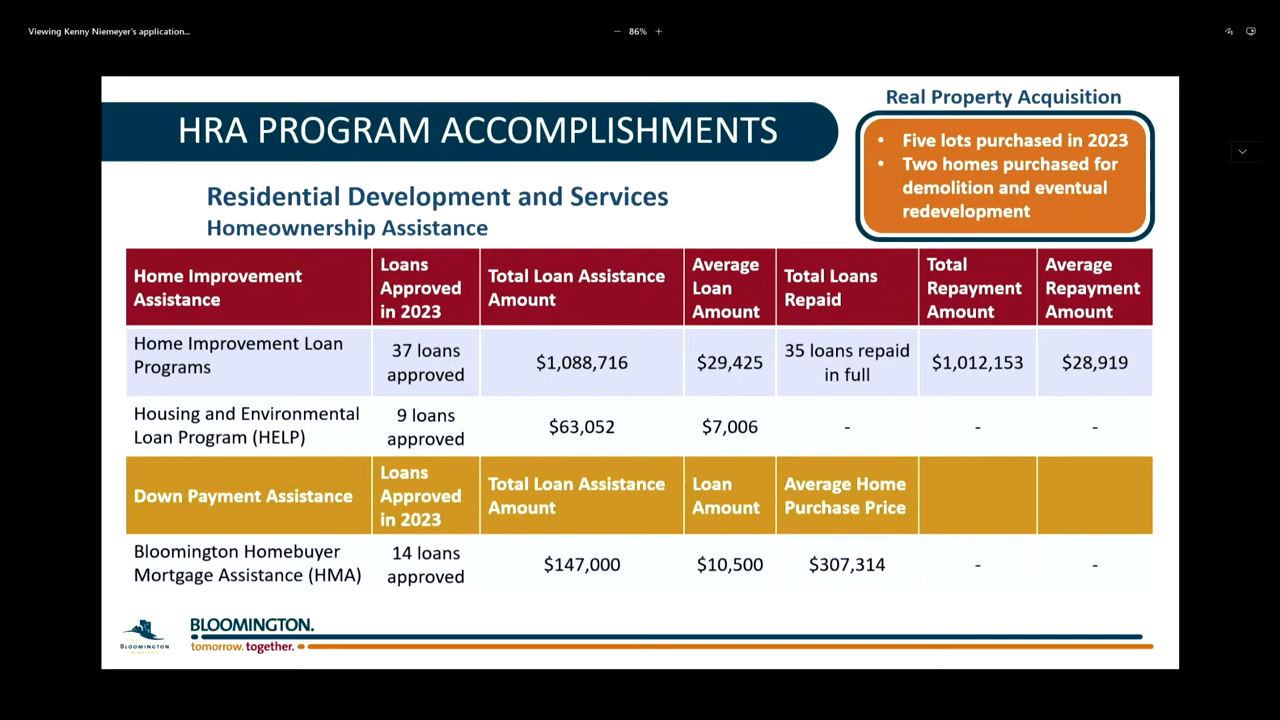 Viewing Kenny Niemeyer's application...
86%
Real Property Acquisition
HRA PROGRAM ACCOMPLISHMENTS
• Five lots purchased in 2023
• Two homes purchased for
demolition and eventual
redevelopment
Residential Development and Services
Homeownership Assistance
Home Improvement
Assistance
Loans
Approved
in 2023
Total Loan Assistance
Amount
Average
Loan
Amount
Total Loans
Repaid
Total
Repayment
Amount
Average
Repayment
Amount
Home Improvement Loan
Programs
37 loans
approved
$1,088,716
$29,425
35 loans repaid
in full
$1,012,153
$28,919
Housing and Environmental
Loan Program (HELP)
9 loans
approved
$63,052
$7,006
-
-
-
Down Payment Assistance
Loans
Approved
in 2023
Total Loan Assistance
Amount
Loan
Amount
Average Home
Purchase Price
Bloomington Homebuyer
Mortgage Assistance (HMA)
14 loans
approved
$147,000
$10,500
$307,314
-
-
BLOOMINGTON
BLOOMINGTON.
tomorrow. together.